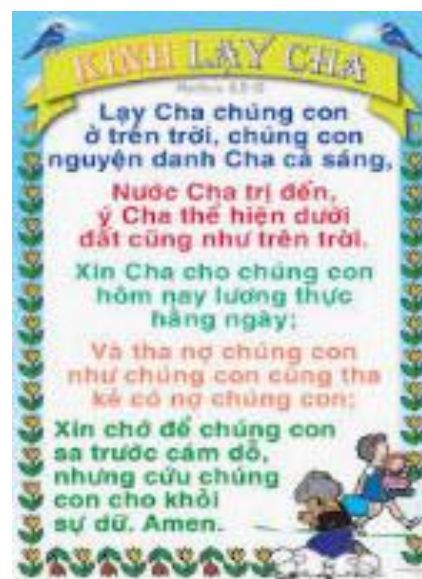 KINH LẠY CHA
Lạy Cha chúng con
ở trên trời, chúng con
nguyện danh Cha cả sáng,
Nước Cha trị đến,
ý Cha thể hiện dưới
đất cũng như trên trời.
Xin Cha cho chúng con
hôm nay lương thực
hằng ngày;
Và tha nợ chúng con
như chúng con cũng tha
kẻ có nợ chúng con;
Xin chớ để chúng con
sa trước cám dỗ,
nhưng cứu chúng
con cho khỏi
sự dữ. Amen.